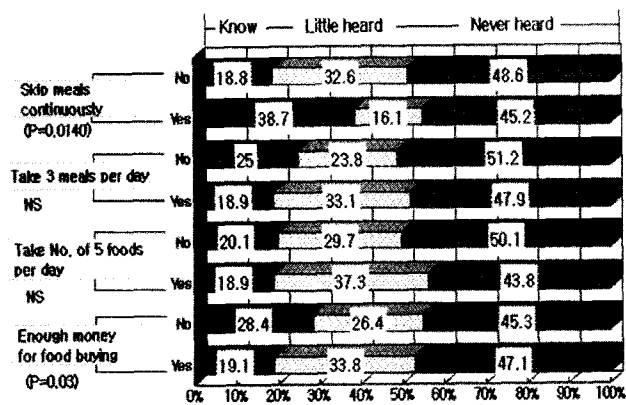 Know Little heard Never heard
Skip meals
continuously
(P=0.0140)
No 18.8 32.6 48.6
Yes 38.7 16.1 45.2
Take 3 meals per day
NS
No 25 23.8 51.2
Yes 18.9 33.1 47.9
Take No. of 5 foods
per day
NS
No 20.1 29.7 50.1
Yes 18.9 37.3 43.8
Enough money
for food buying
(P=0.03)
No 28.4 26.4 45.3
Yes 19.1 33.8 47.1
0% 10% 20% 30% 40% 50% 60% 70% 80% 90% 100%